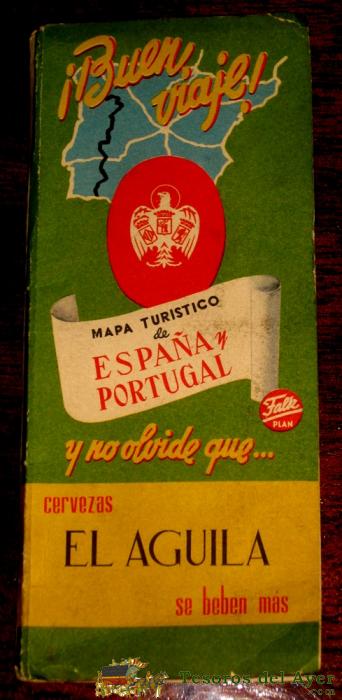 ¡Buen
viaje!
MAPA TURISTICO
de
ESPAÑA y
PORTUGAL
Falk
PLAN
y no olvide que...
cervezas
EL AGUILA
se beben más
Tesoros del Ayer
.com